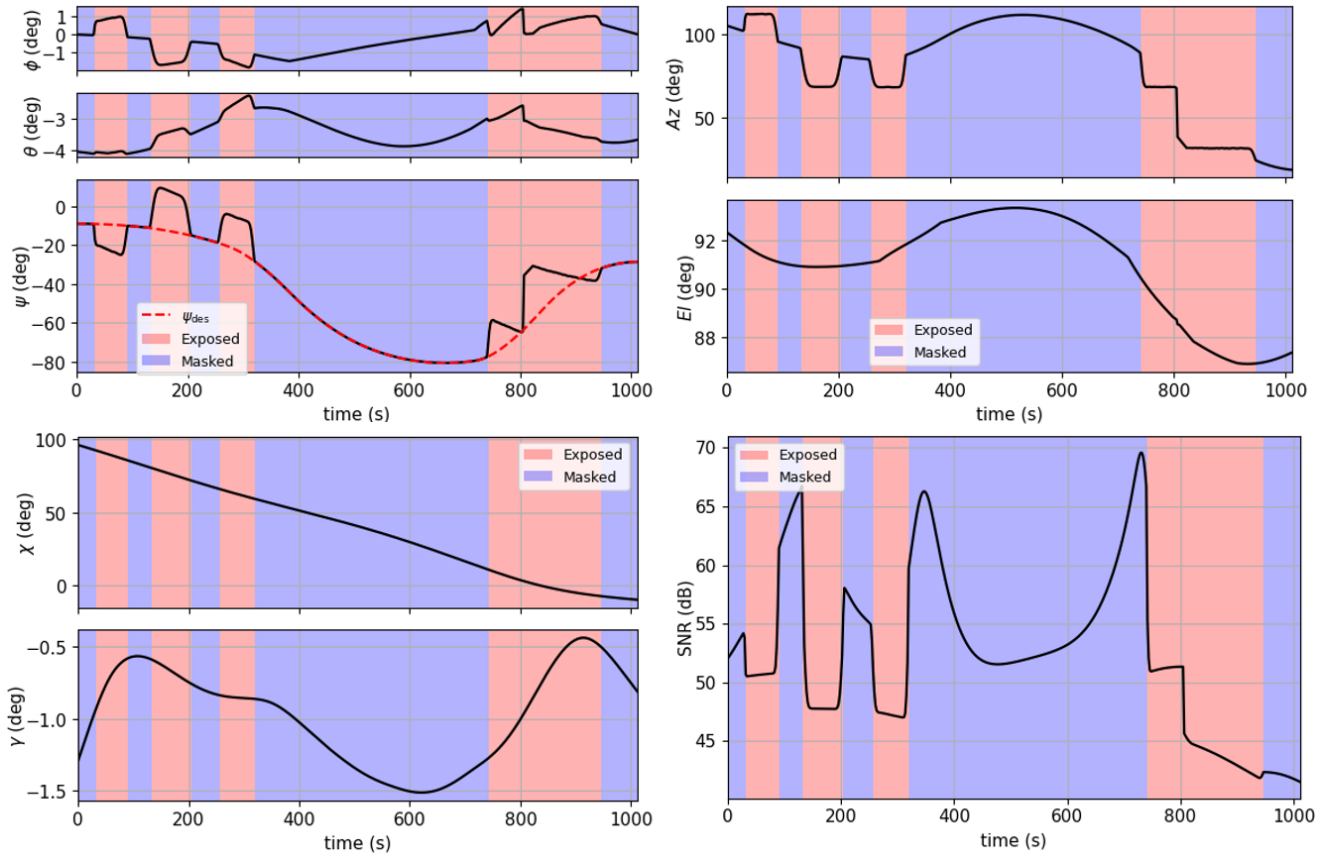 1
0
−1
ϕ (deg)
−3
−4
θ (deg)
0
−20
−40
−60
−80
ψ (deg)
ψdes
Exposed
Masked
0
200
400
600
800
1000
time (s)
100
50
Az (deg)
92
90
88
El (deg)
Exposed
Masked
0
200
400
600
800
1000
time (s)
100
50
0
χ (deg)
Exposed
Masked
−0.5
−1.0
−1.5
γ (deg)
0
200
400
600
800
1000
time (s)
70
65
60
55
50
45
SNR (dB)
Exposed
Masked
0
200
400
600
800
1000
time (s)